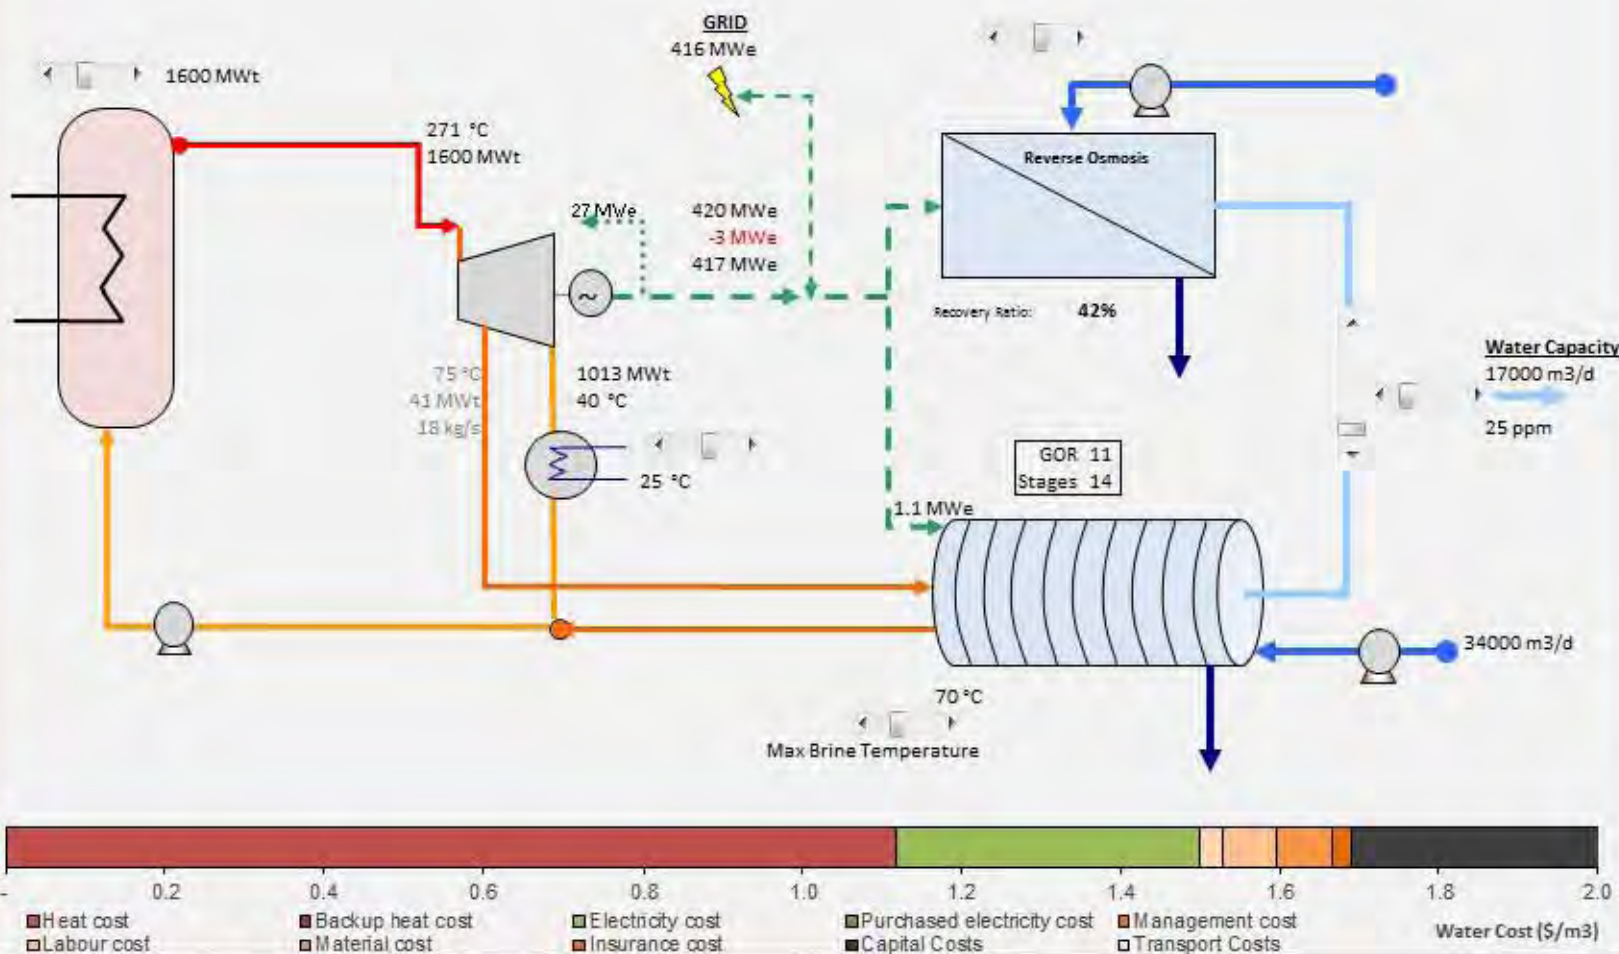 GRID
416 MWe
1600 MWt
271 °C
1600 MWt
Reverse Osmosis
27 MWe
420 MWe
-3 MWe
417 MWe
~
Recovery Ratio: 42%
Water Capacity
17000 m3/d
25 ppm
75 °C
41 MWt
18 kg/s
1013 MWt
40 °C
25 °C
GOR 11
Stages 14
1.1 MWe
34000 m3/d
70 °C
Max Brine Temperature
- 0.2 0.4 0.6 0.8 1.0 1.2 1.4 1.6 1.8 2.0
Heat cost Backup heat cost Electricity cost Purchased electricity cost Management cost
Labour cost Material cost Insurance cost Capital Costs Transport Costs
Water Cost ($/m3)